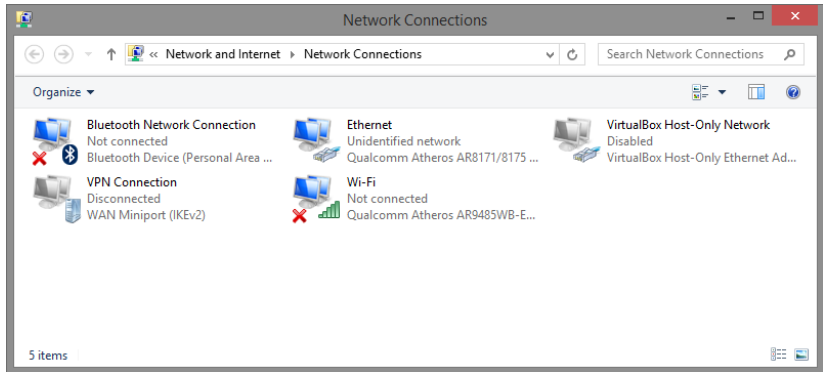 Network Connections
« Network and Internet Network Connections
Search Network Connections
Organize
Bluetooth Network Connection
Not connected
Bluetooth Device (Personal Area ...
Ethernet
Unidentified network
Qualcomm Atheros AR8171/8175 ...
VirtualBox Host-Only Network
Disabled
VirtualBox Host-Only Ethernet Ad...
VPN Connection
Disconnected
WAN Miniport (IKEv2)
Wi-Fi
Not connected
Qualcomm Atheros AR9485WB-E...
5 items